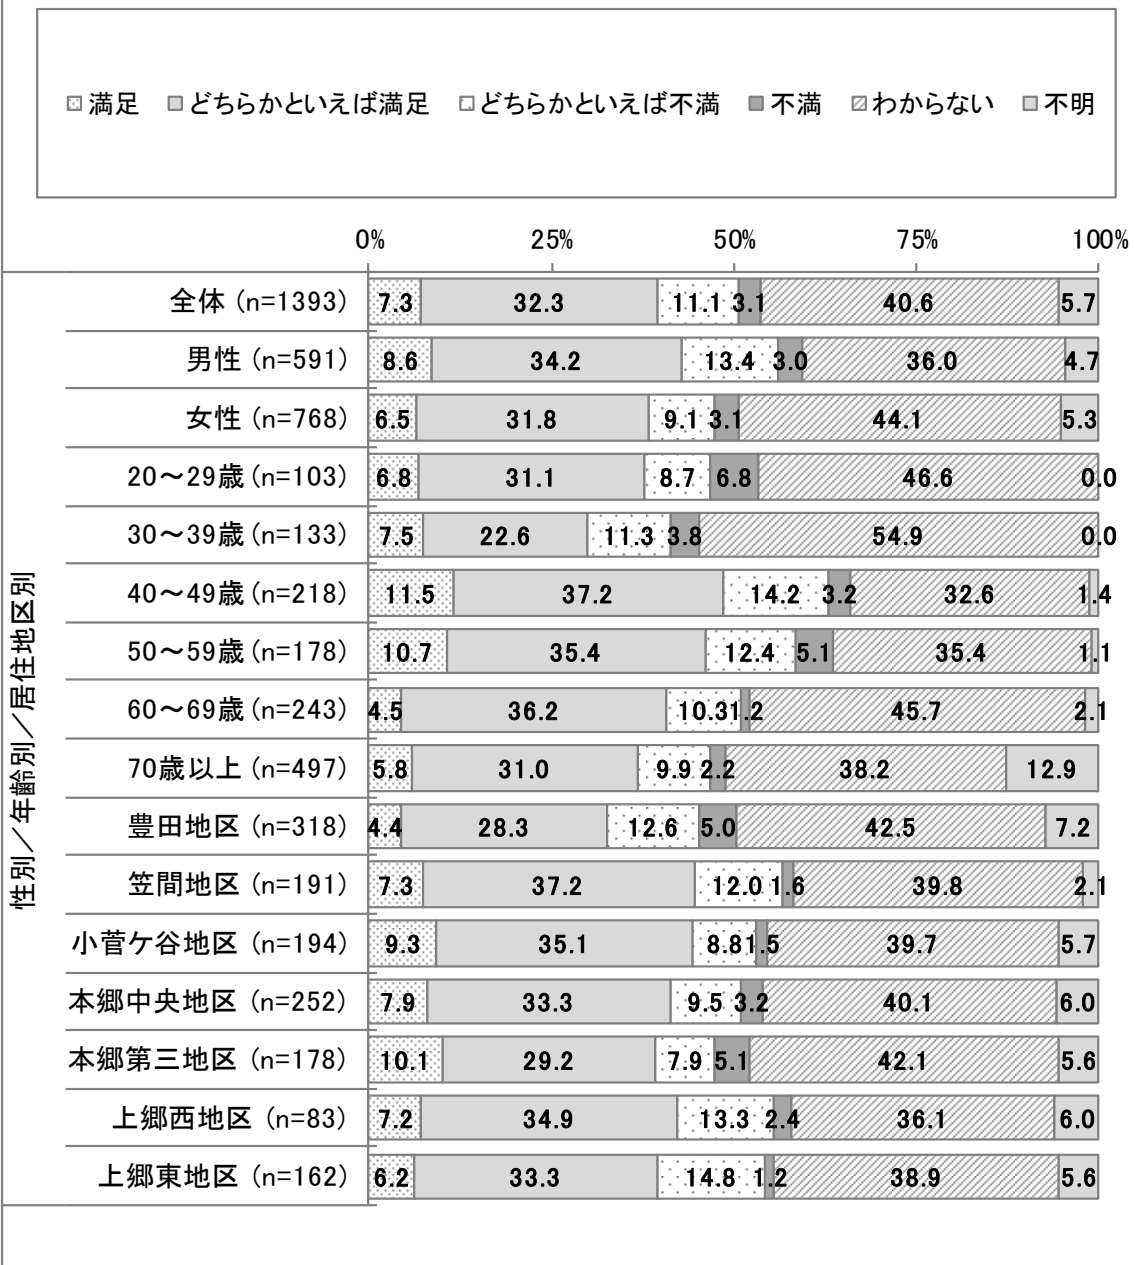 満足 どちらかといえば満足 どちらかといえば不満 不満 わからない 不明
0% 25% 50% 75% 100%
性別／年齢別／居住地区別
全体 (n=1393) 7.3 32.3 11.1 3.1 40.6 5.7
男性 (n=591) 8.6 34.2 13.4 3.0 36.0 4.7
女性 (n=768) 6.5 31.8 9.1 3.1 44.1 5.3
20～29歳 (n=103) 6.8 31.1 8.7 6.8 46.6 0.0
30～39歳 (n=133) 7.5 22.6 11.3 3.8 54.9 0.0
40～49歳 (n=218) 11.5 37.2 14.2 3.2 32.6 1.4
50～59歳 (n=178) 10.7 35.4 12.4 5.1 35.4 1.1
60～69歳 (n=243) 4.5 36.2 10.3 1.2 45.7 2.1
70歳以上 (n=497) 5.8 31.0 9.9 2.2 38.2 12.9
豊田地区 (n=318) 4.4 28.3 12.6 5.0 42.5 7.2
笠間地区 (n=191) 7.3 37.2 12.0 1.6 39.8 2.1
小菅ケ谷地区 (n=194) 9.3 35.1 8.8 1.5 39.7 5.7
本郷中央地区 (n=252) 7.9 33.3 9.5 3.2 40.1 6.0
本郷第三地区 (n=178) 10.1 29.2 7.9 5.1 42.1 5.6
上郷西地区 (n=83) 7.2 34.9 13.3 2.4 36.1 6.0
上郷東地区 (n=162) 6.2 33.3 14.8 1.2 38.9 5.6